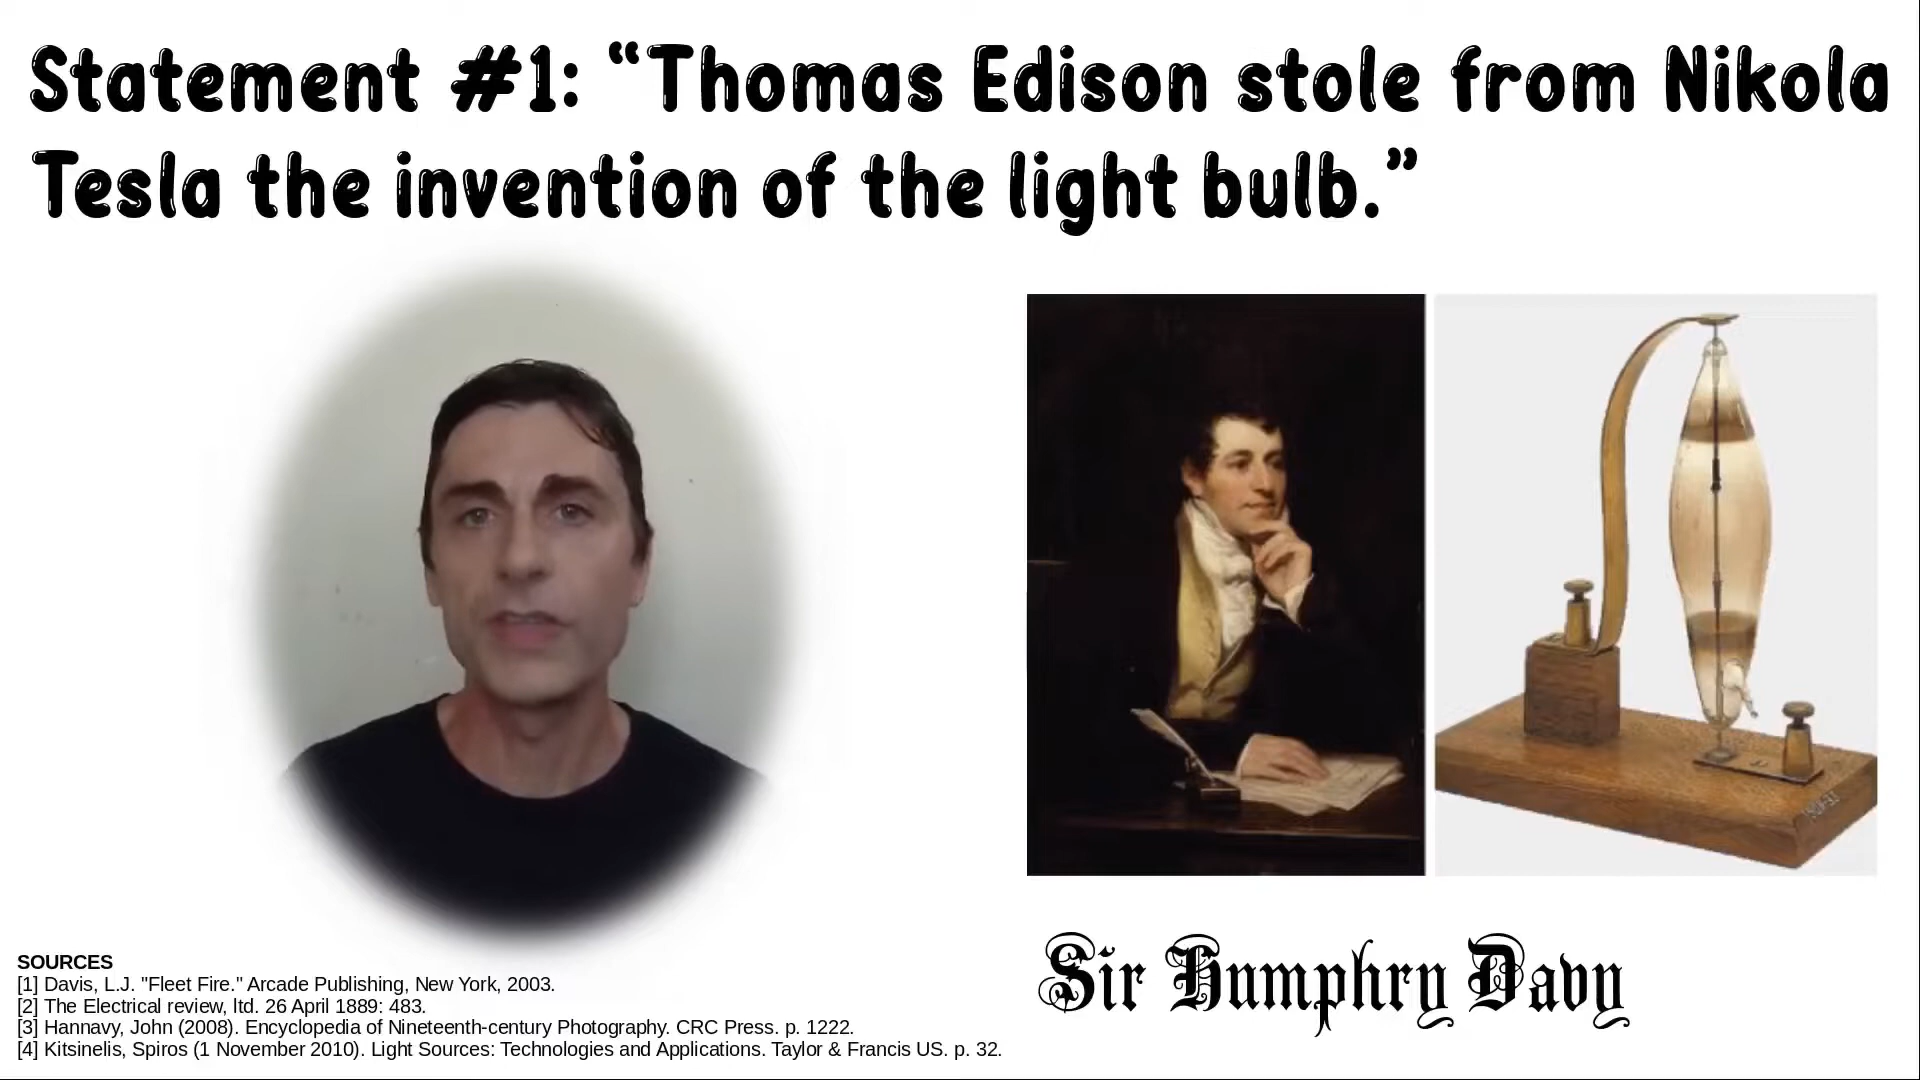 Statement #1: “Thomas Edison stole from Nikola
Tesla the invention of the light bulb.”
SOURCES
[1] Davis, L.J. "Fleet Fire." Arcade Publishing, New York, 2003.
[2] The Electrical review, ltd. 26 April 1889: 483.
[3] Hannavy, John (2008). Encyclopedia of Nineteenth-century Photography. CRC Press. p. 1222.
[4] Kitsinelis, Spiros (1 November 2010). Light Sources: Technologies and Applications. Taylor & Francis US. p. 32.
Sir Humphry Davy